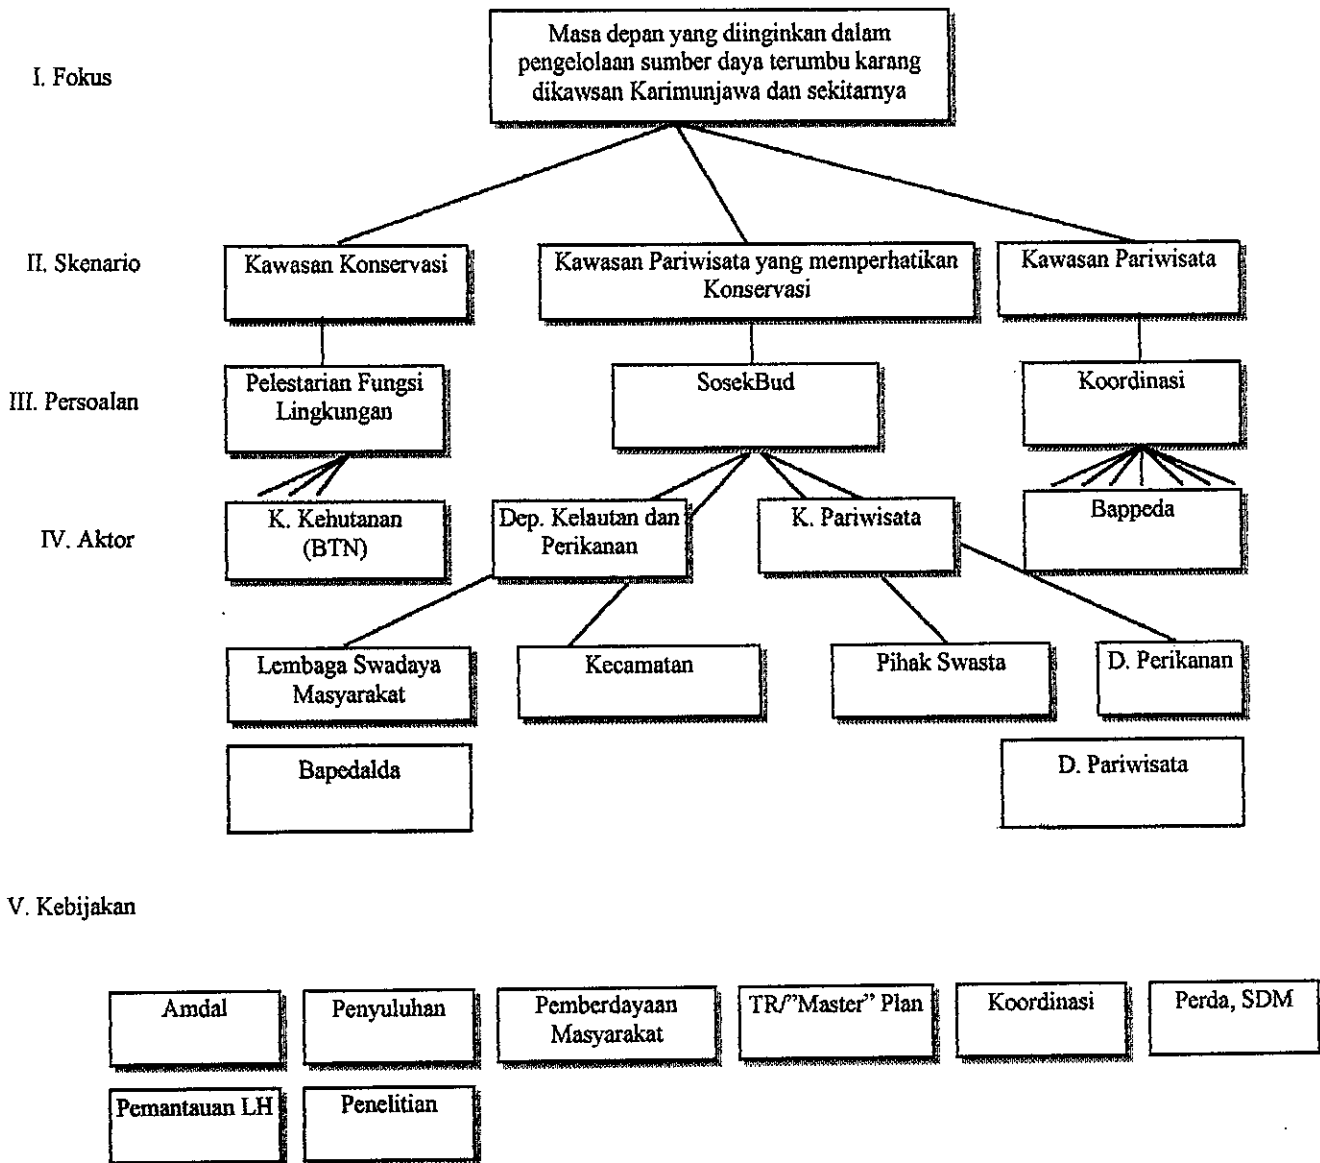 Masa depan yang diinginkan dalam
pengelolaan sumber daya terumbu karang
dikawsan Karimunjawa dan sekitarnya
I. Fokus
II. Skenario
Kawasan Konservasi
Kawasan Pariwisata yang memperhatikan
Konservasi
Kawasan Pariwisata
III. Persoalan
Pelestarian Fungsi
Lingkungan
SosekBud
Koordinasi
IV. Aktor
K. Kehutanan
(BTN)
Dep. Kelautan dan
Perikanan
K. Pariwisata
Bappeda
Lembaga Swadaya
Masyarakat
Kecamatan
Pihak Swasta
D. Perikanan
Bapedalda
D. Pariwisata
V. Kebijakan
Amdal
Penyuluhan
Pemberdayaan
Masyarakat
TR/"Master" Plan
Koordinasi
Perda, SDM
Pemantauan LH
Penelitian